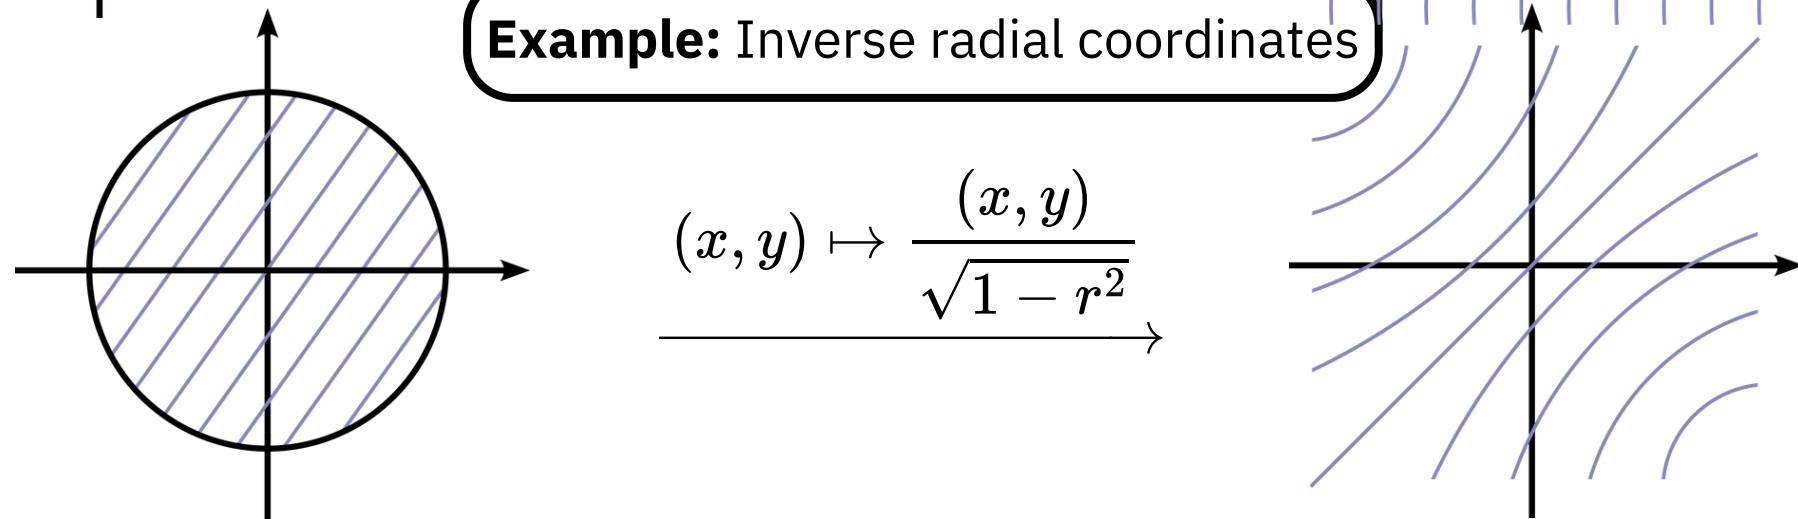 Example: Inverse radial coordinates
(x, y) ↦ (x, y) / √(1 − r²)